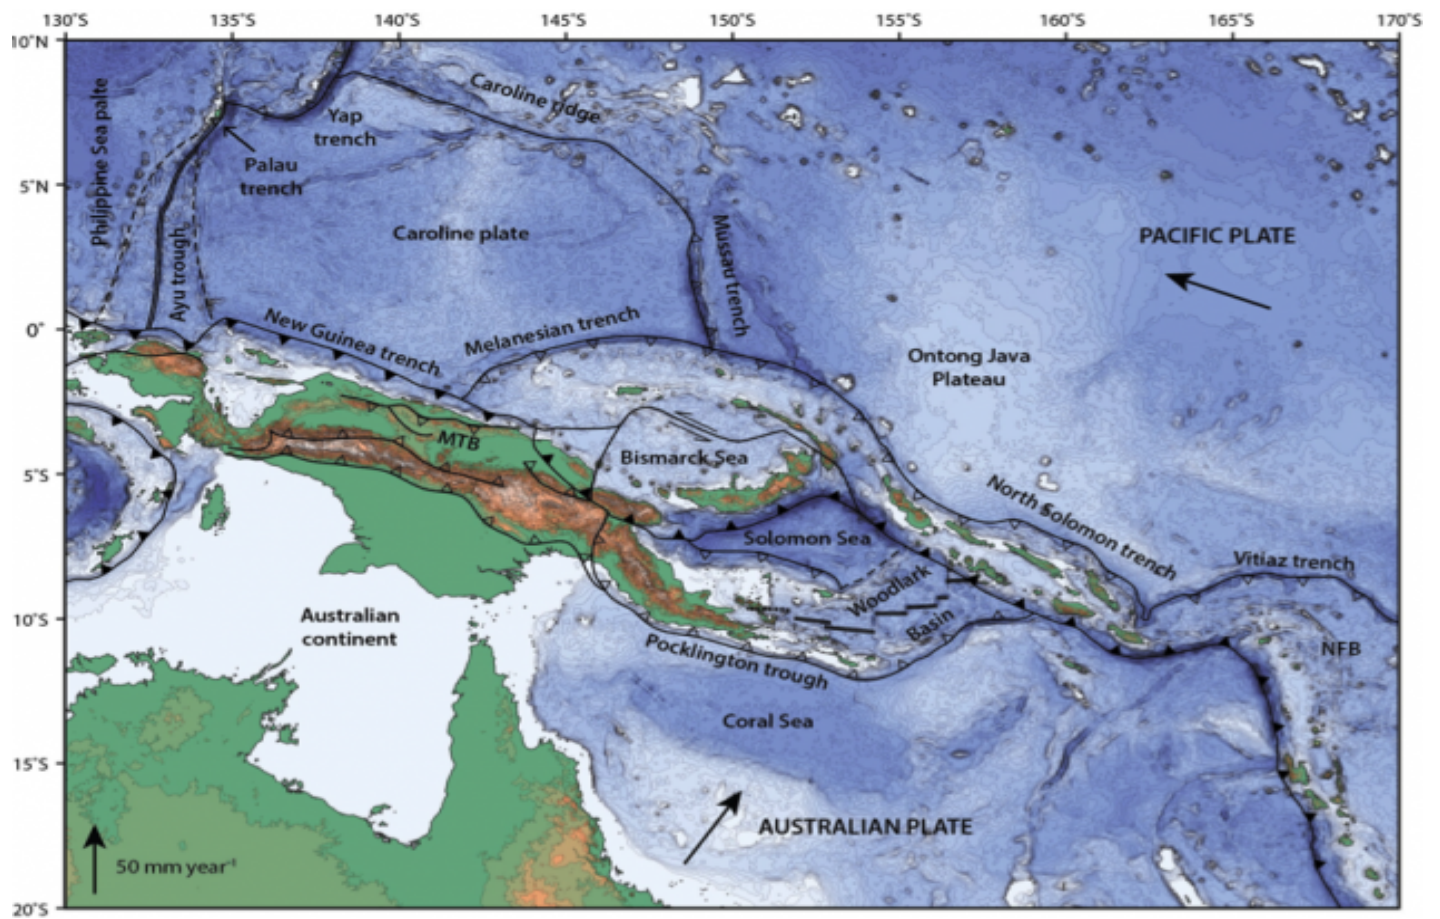 130°S 135°S 140°S 145°S 150°S 155°S 160°S 165°S 170°S
10°N
5°N
0°
5°S
10°S
15°S
20°S
Philippine Sea palte
Yap
trench
Palau
trench
Ayu trough
Caroline ridge
Caroline plate
Mussau trench
PACIFIC PLATE
New Guinea trench
Melanesian trench
Ontong Java
Plateau
MTB
Bismarck Sea
Solomon Sea
North Solomon trench
Vitiaz trench
Woodlark
Basin
NFB
Australian
continent
Pocklington trough
Coral Sea
AUSTRALIAN PLATE
50 mm year⁻¹